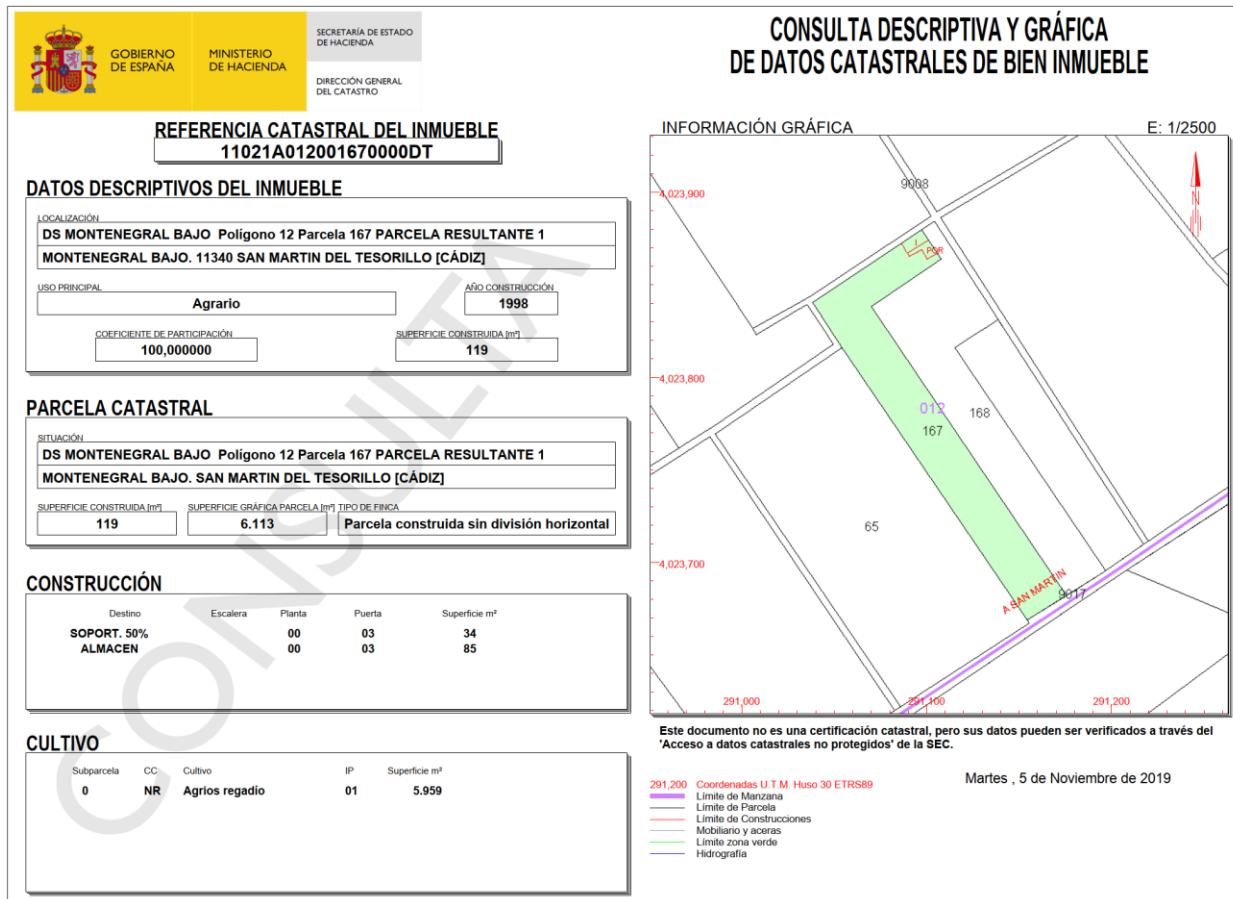 GOBIERNO
DE ESPAÑA
MINISTERIO
DE HACIENDA
SECRETARÍA DE ESTADO
DE HACIENDA
DIRECCIÓN GENERAL
DEL CATASTRO
CONSULTA DESCRIPTIVA Y GRÁFICA
DE DATOS CATASTRALES DE BIEN INMUEBLE
REFERENCIA CATASTRAL DEL INMUEBLE
11021A012001670000DT
DATOS DESCRIPTIVOS DEL INMUEBLE
LOCALIZACIÓN
DS MONTENEGRAL BAJO Polígono 12 Parcela 167 PARCELA RESULTANTE 1
MONTENEGRAL BAJO. 11340 SAN MARTIN DEL TESORILLO [CÁDIZ]
USO PRINCIPAL
Agrario
AÑO CONSTRUCCIÓN
1998
COEFICIENTE DE PARTICIPACIÓN
100,000000
SUPERFICIE CONSTRUIDA [m²]
119
PARCELA CATASTRAL
SITUACIÓN
DS MONTENEGRAL BAJO Polígono 12 Parcela 167 PARCELA RESULTANTE 1
MONTENEGRAL BAJO. SAN MARTIN DEL TESORILLO [CÁDIZ]
SUPERFICIE CONSTRUIDA [m²] SUPERFICIE GRÁFICA PARCELA [m²] TIPO DE FINCA
119 6.113 Parcela construida sin división horizontal
CONSTRUCCIÓN
Destino Escalera Planta Puerta Superficie m²
SOPORT. 50% 00 03 34
ALMACEN 00 03 85
CULTIVO
Subparcela CC Cultivo IP Superficie m²
0 NR Agrios regadío 01 5.959
CONSULTA
INFORMACIÓN GRÁFICA E: 1/2500
4,023,900
9008
N
I
POR
4,023,800
012
168
167
65
4,023,700
A SAN MARTIN
9017
291,000 291,100 291,200
Este documento no es una certificación catastral, pero sus datos pueden ser verificados a través del
'Acceso a datos catastrales no protegidos' de la SEC.
Martes , 5 de Noviembre de 2019
291,200 Coordenadas U.T.M. Huso 30 ETRS89
Límite de Manzana
Límite de Parcela
Límite de Construcciones
Mobiliario y aceras
Límite zona verde
Hidrografía